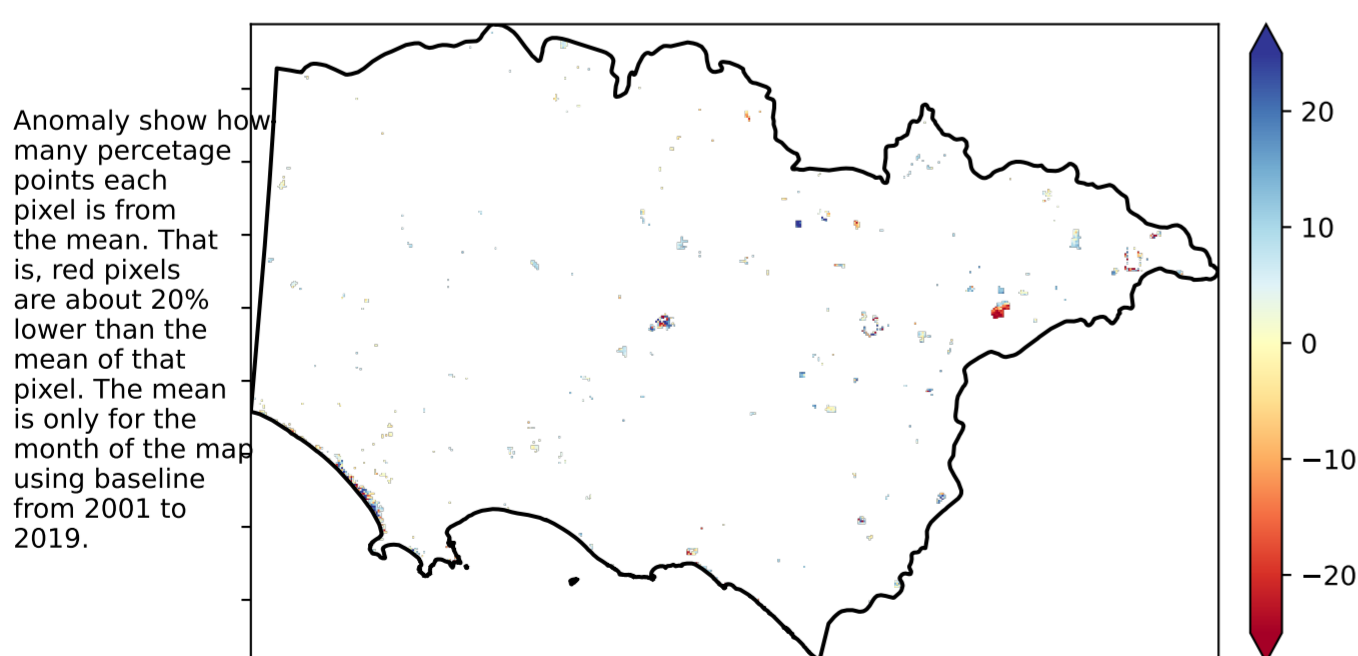 Anomaly show how
many percetage
points each
pixel is from
the mean. That
is, red pixels
are about 20%
lower than the
mean of that
pixel. The mean
is only for the
month of the map
using baseline
from 2001 to
2019.
20
10
0
−10
−20